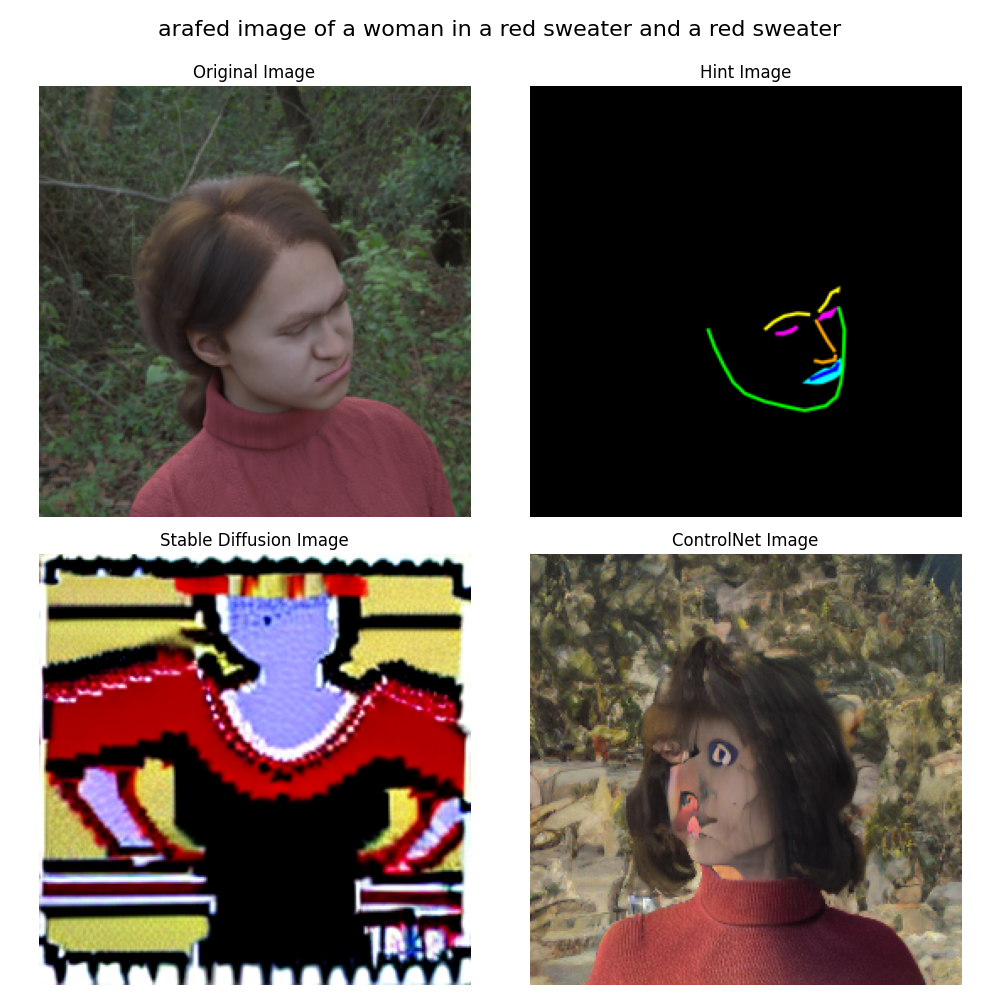 arafed image of a woman in a red sweater and a red sweater
Original Image
Hint Image
Stable Diffusion Image
ControlNet Image